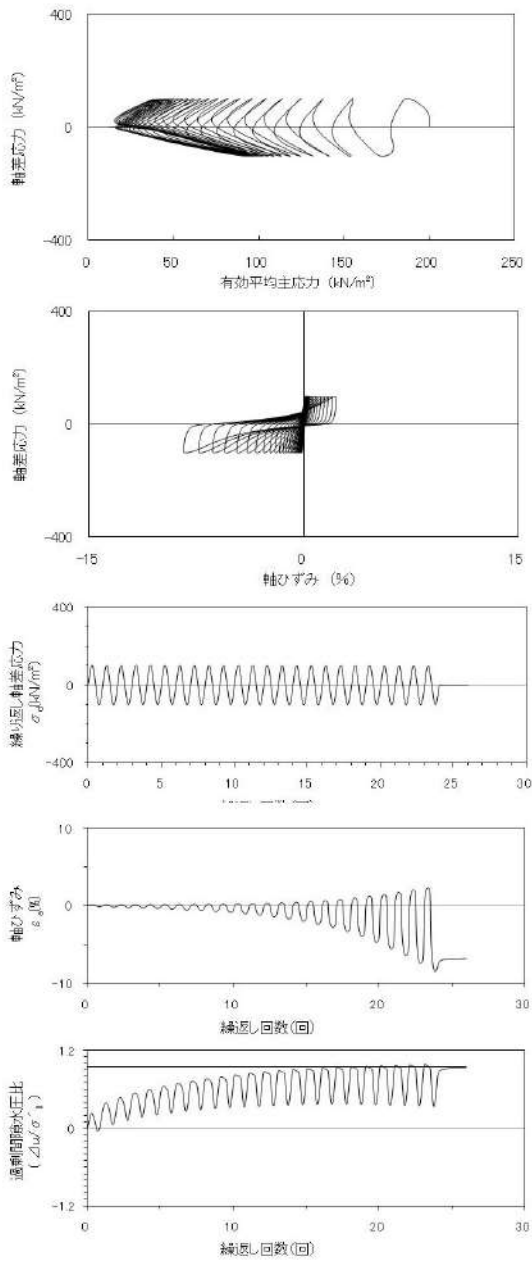 400
軸差応力 (kN/m²)
0
-400
0 50 100 150 200 250
有効平均主応力 (kN/m²)
400
軸差応力 (kN/m²)
0
-400
-15 0 15
軸ひずみ (%)
400
繰り返し軸差応力
σd(kN/m²)
0
-400
0 5 10 15 20 25 30
10
軸ひずみ
εa(%)
0
-10
0 10 20 30
繰返し回数(回)
1.2
過剰間隙水圧比
0
-1.2
0 10 20 30
繰返し回数(回)